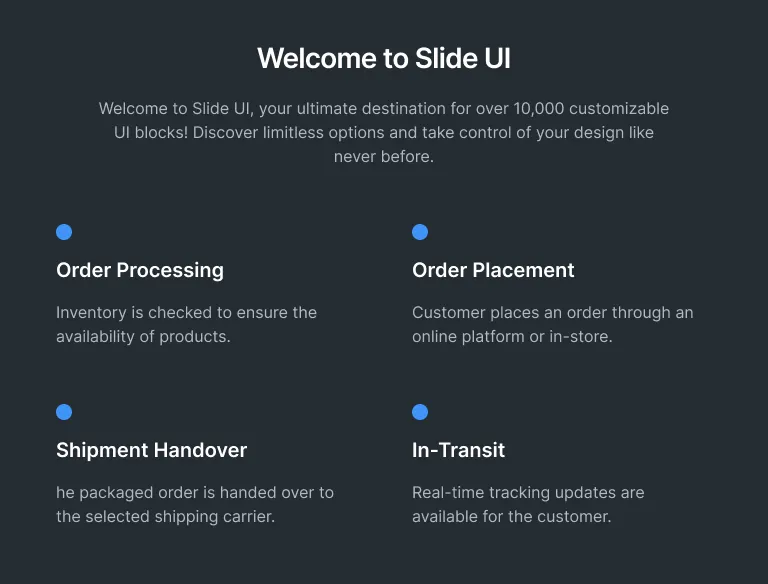 Welcome to Slide UI
Welcome to Slide UI, your ultimate destination for over 10,000 customizable
UI blocks! Discover limitless options and take control of your design like
never before.
Order Processing
Inventory is checked to ensure the
availability of products.
Order Placement
Customer places an order through an
online platform or in-store.
Shipment Handover
he packaged order is handed over to
the selected shipping carrier.
In-Transit
Real-time tracking updates are
available for the customer.